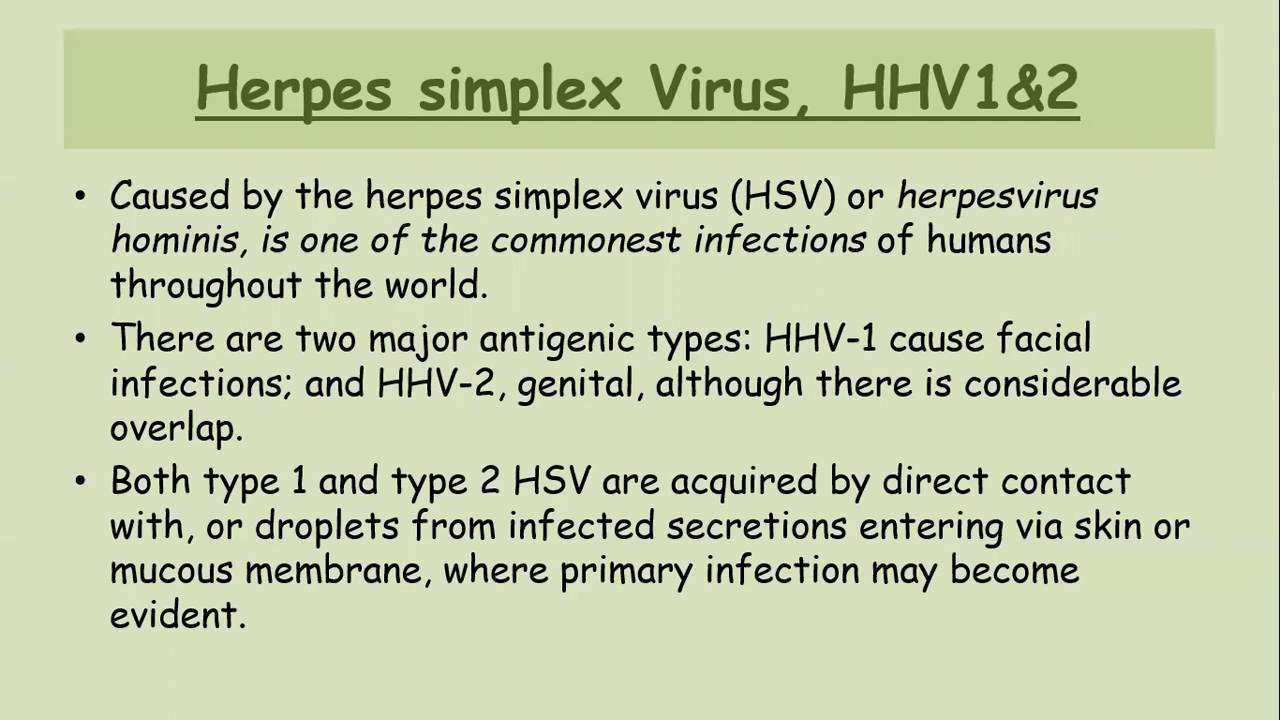 Herpes simplex Virus, HHV1&2
• Caused by the herpes simplex virus (HSV) or herpesvirus
hominis, is one of the commonest infections of humans
throughout the world.
• There are two major antigenic types: HHV-1 cause facial
infections; and HHV-2, genital, although there is considerable
overlap.
• Both type 1 and type 2 HSV are acquired by direct contact
with, or droplets from infected secretions entering via skin or
mucous membrane, where primary infection may become
evident.